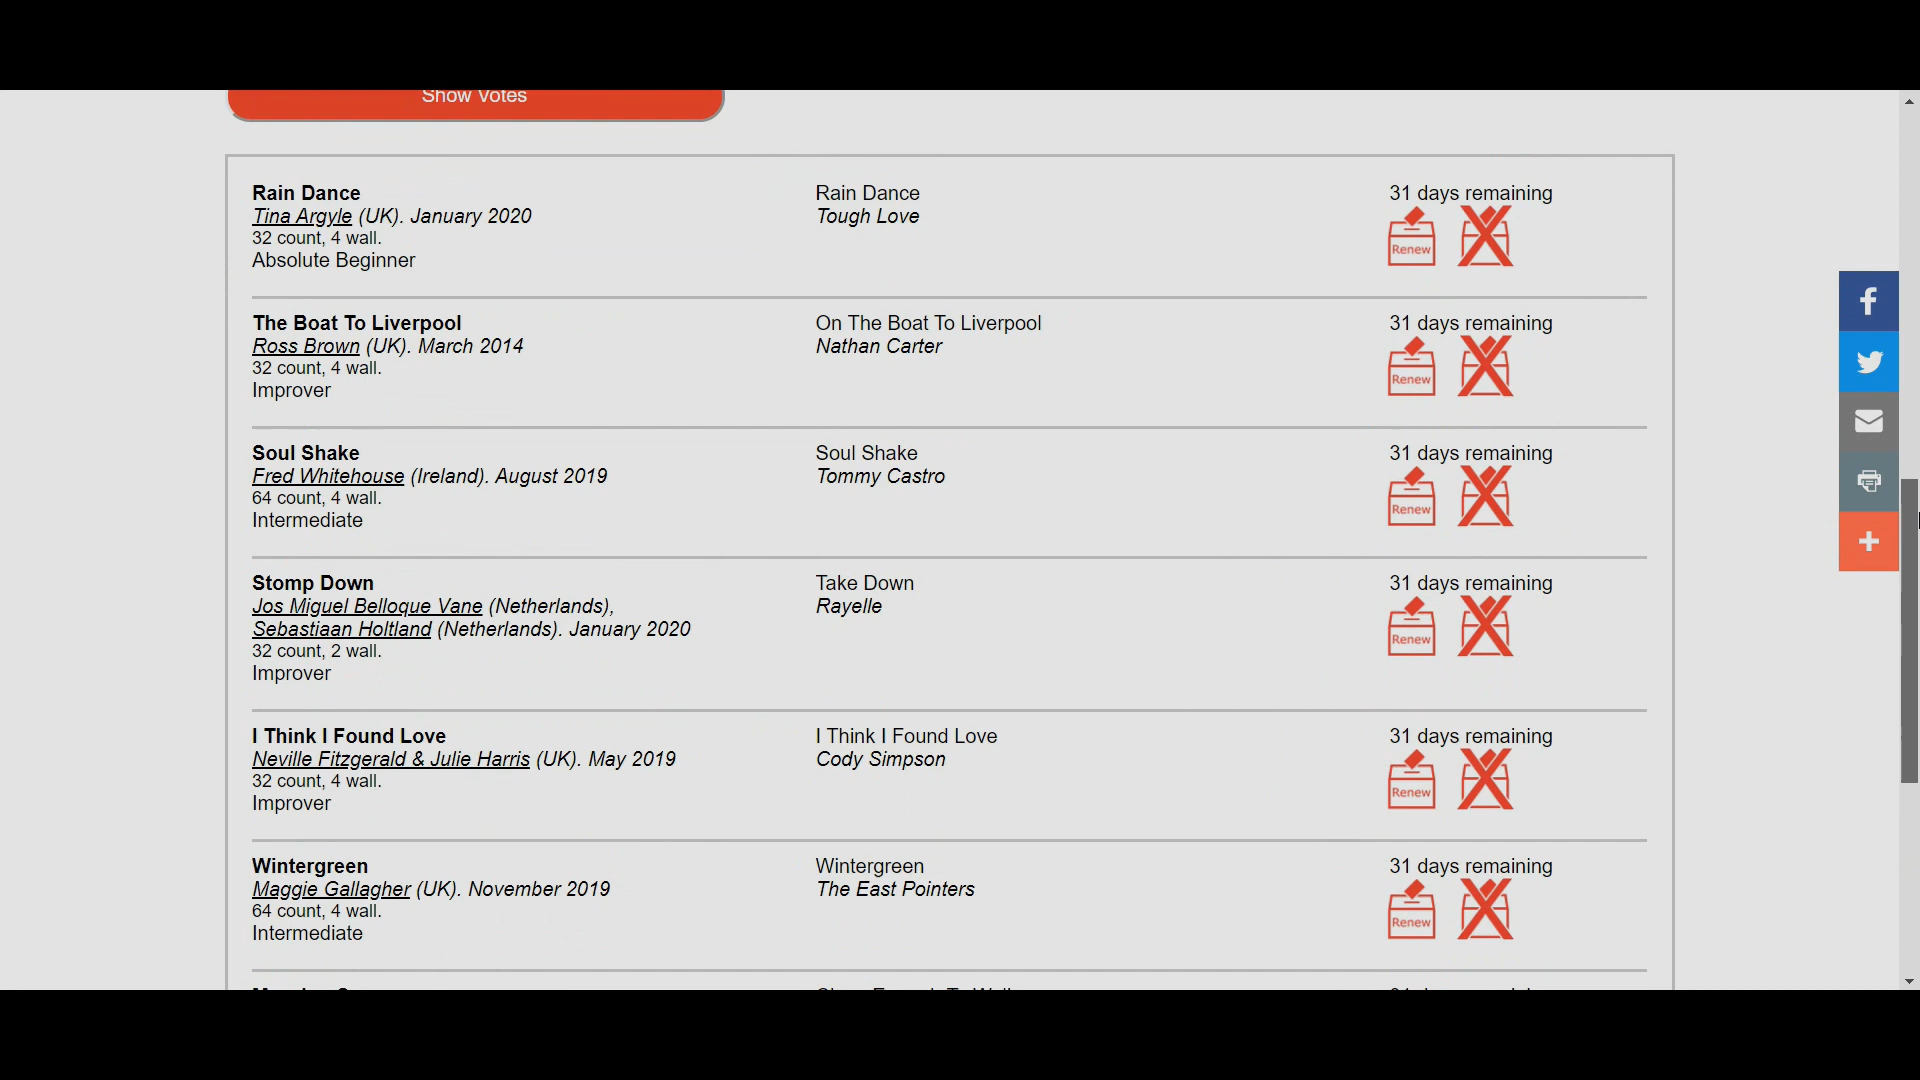 Show Votes
Rain Dance
Tina Argyle (UK). January 2020
32 count, 4 wall.
Absolute Beginner
Rain Dance
Tough Love
31 days remaining
Renew
The Boat To Liverpool
Ross Brown (UK). March 2014
32 count, 4 wall.
Improver
On The Boat To Liverpool
Nathan Carter
31 days remaining
Renew
Soul Shake
Fred Whitehouse (Ireland). August 2019
64 count, 4 wall.
Intermediate
Soul Shake
Tommy Castro
31 days remaining
Renew
Stomp Down
Jos Miguel Belloque Vane (Netherlands),
Sebastiaan Holtland (Netherlands). January 2020
32 count, 2 wall.
Improver
Take Down
Rayelle
31 days remaining
Renew
I Think I Found Love
Neville Fitzgerald & Julie Harris (UK). May 2019
32 count, 4 wall.
Improver
I Think I Found Love
Cody Simpson
31 days remaining
Renew
Wintergreen
Maggie Gallagher (UK). November 2019
64 count, 4 wall.
Intermediate
Wintergreen
The East Pointers
31 days remaining
Renew